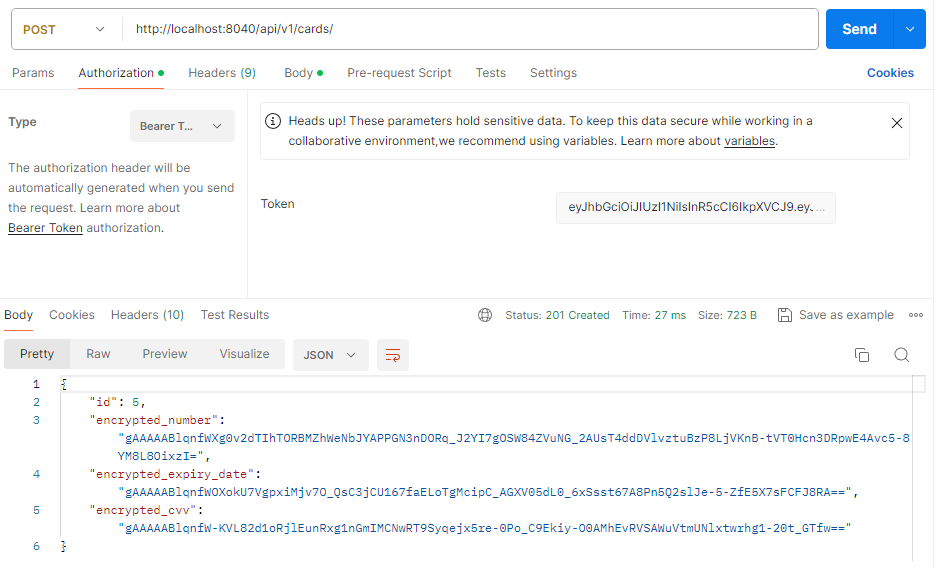 POST
http://localhost:8040/api/v1/cards/
Send
Params Authorization Headers (9) Body Pre-request Script Tests Settings Cookies
Type
Bearer T...
The authorization header will be
automatically generated when you send
the request. Learn more about
Bearer Token authorization.
Heads up! These parameters hold sensitive data. To keep this data secure while working in a
collaborative environment,we recommend using variables. Learn more about variables.
Token
eyJhbGciOiJIUzI1NiIsInR5cCI6IkpXVCJ9.ey. ...
Body Cookies Headers (10) Test Results
Status: 201 Created Time: 27 ms Size: 723 B Save as example
Pretty Raw Preview Visualize JSON
1 {
2 "id": 5,
3 "encrypted_number":
"gAAAAABlqnfWXg0v2dTIhTORBMZhWeNbJYAPPGN3nDORq_J2YI7gOSW84ZVuNG_2AUsT4ddDVlvztuBzP8LjVKnB-tVT0Hcn3DRpwE4Avc5-8
YM8L8OixzI=",
4 "encrypted_expiry_date":
"gAAAAABlqnfWOXokU7VgpxiMjv7O_QsC3jCU167faELoTgMcipC_AGXV05dL0_6xSsst67A8Pn5Q2slJe-5-ZfE5X7sFCFJ8RA==",
5 "encrypted_cvv":
"gAAAAABlqnfW-KVL82d1oRjlEunRxg1nGmIMCNwRT9Syqejx5re-0Po_C9Ekiy-O0AMhEvRVSAWuVtmUNlxtwrhg1-20t_GTfw=="
6 }